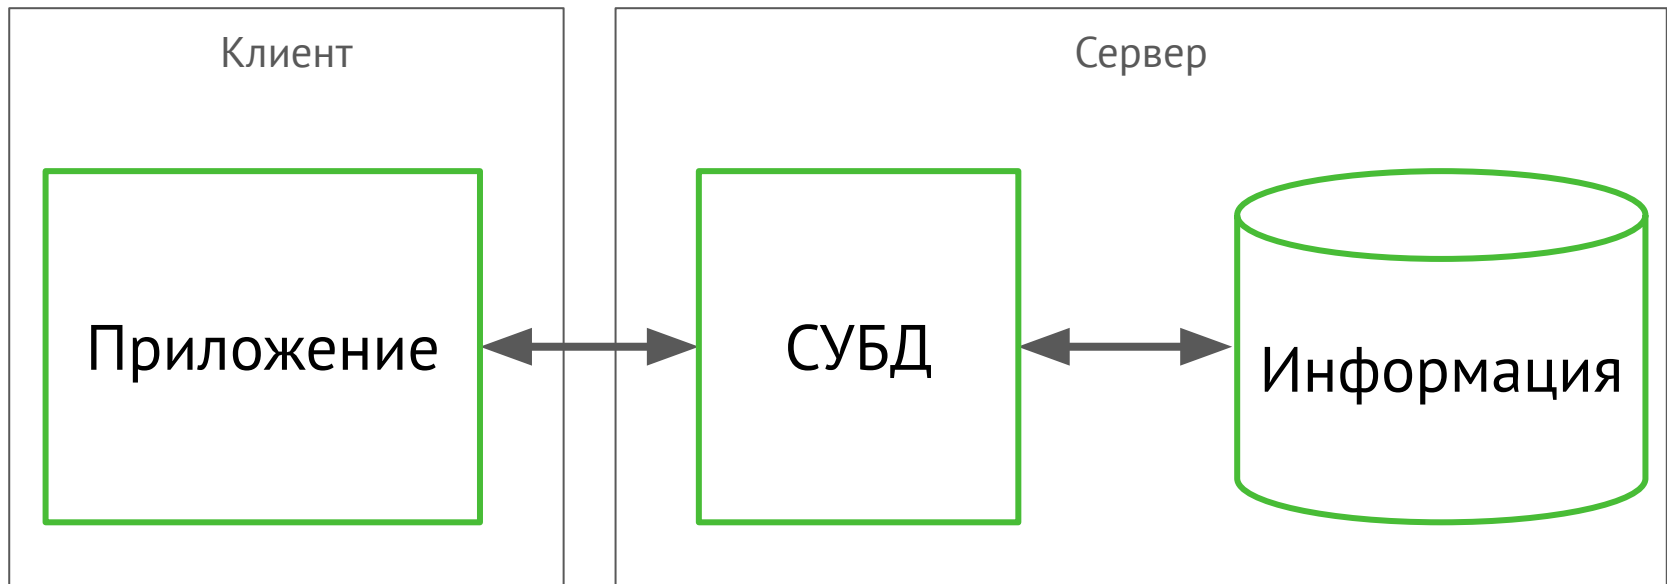 Клиент
Сервер
Приложение
СУБД
Информация